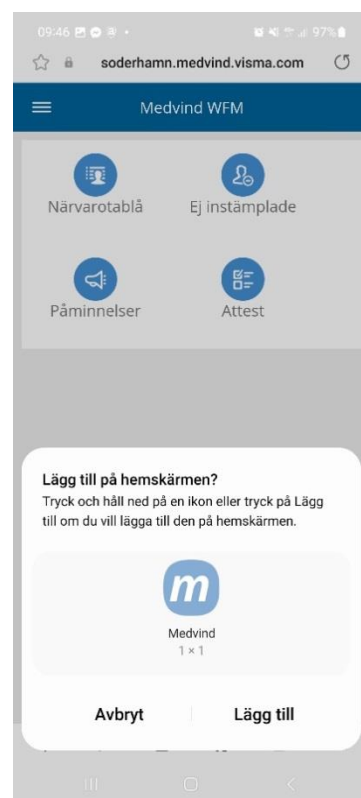 09:46
97%
soderhamn.medvind.visma.com
Medvind WFM
Närvarotablå
Ej instämplade
Påminnelser
Attest
Lägg till på hemskärmen?
Tryck och håll ned på en ikon eller tryck på Lägg
till om du vill lägga till den på hemskärmen.
m
Medvind
1 × 1
Avbryt
Lägg till